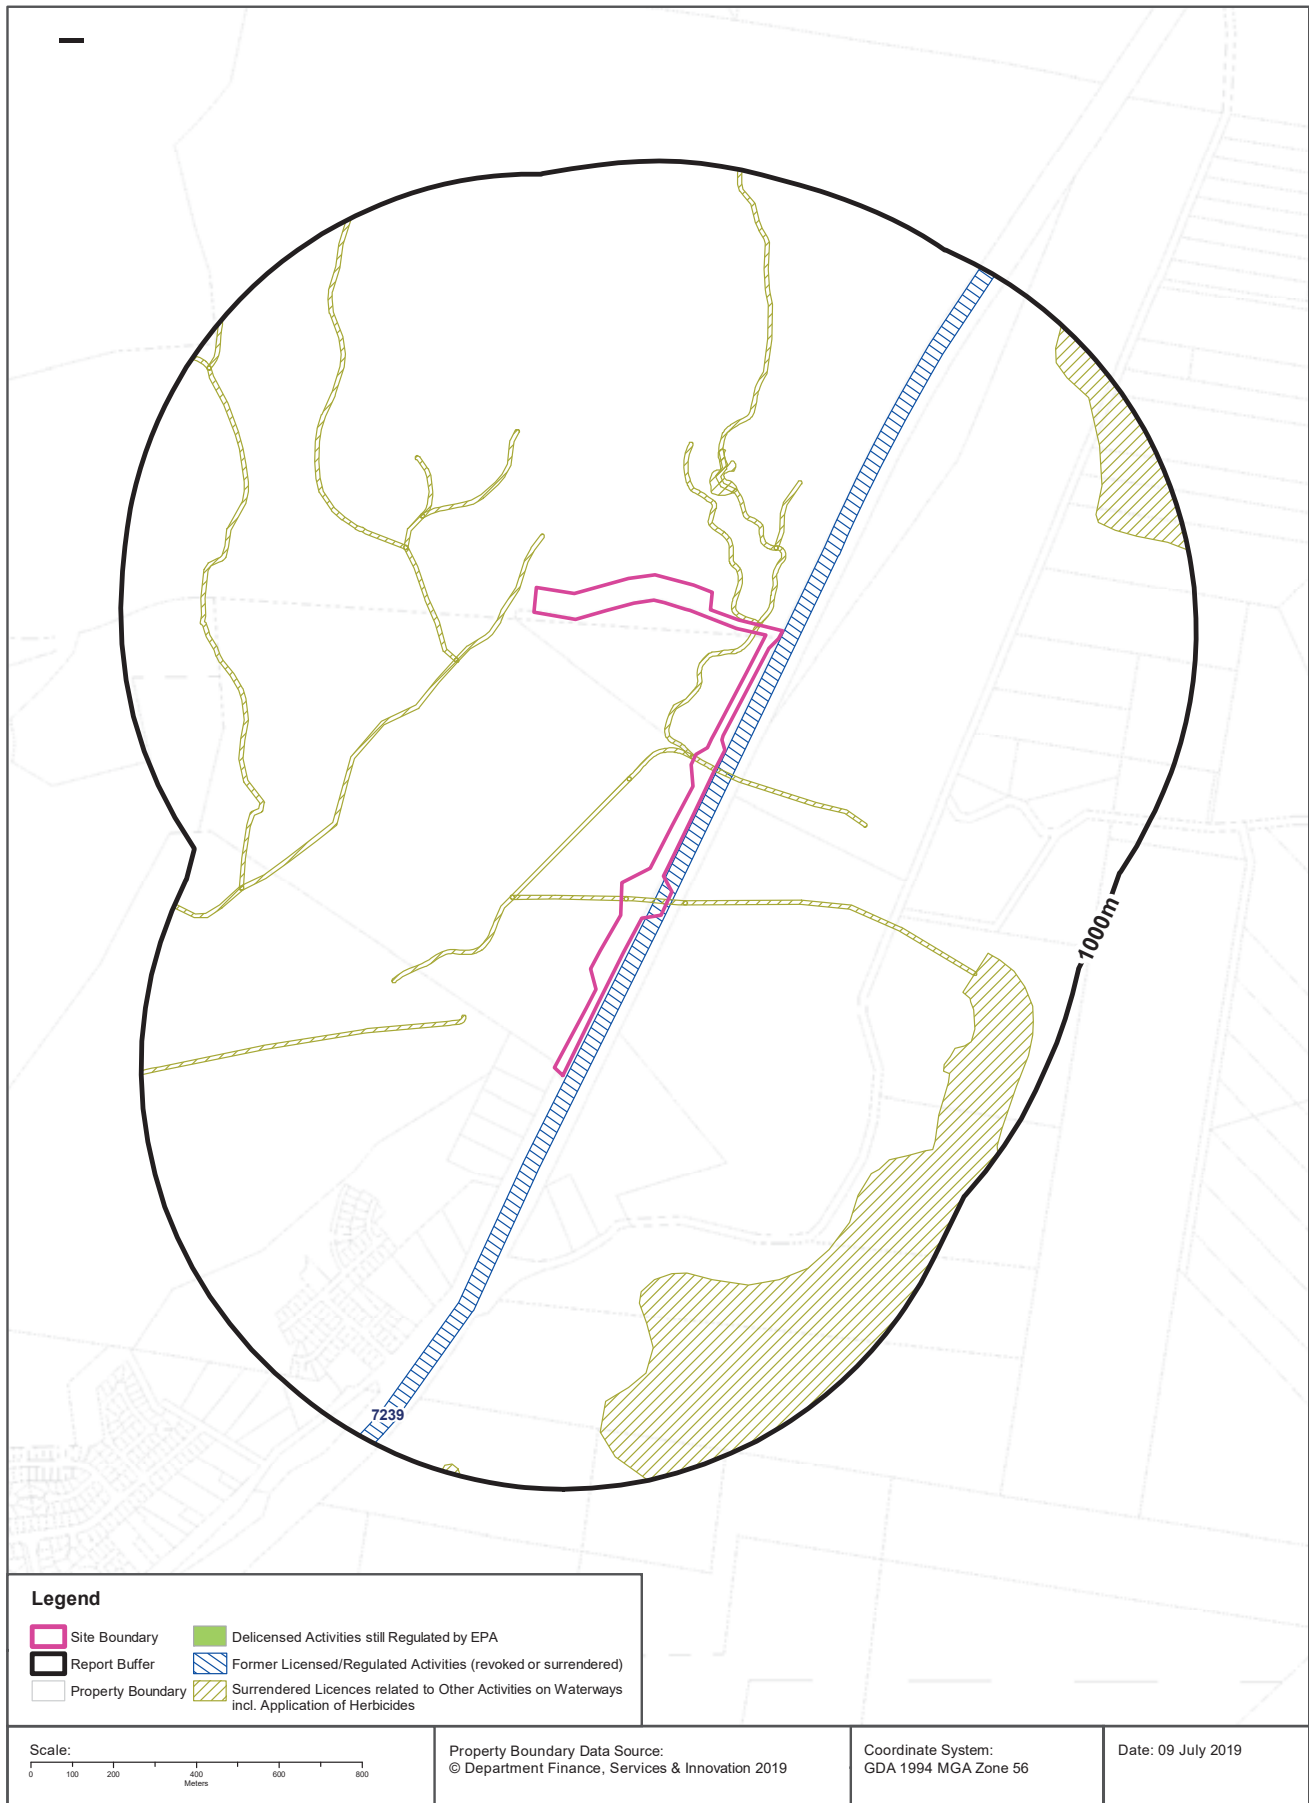 1000m
7239
Legend
Site Boundary
Report Buffer
Property Boundary
Delicensed Activities still Regulated by EPA
Former Licensed/Regulated Activities (revoked or surrendered)
Surrendered Licences related to Other Activities on Waterways
incl. Application of Herbicides
Scale:
0 100 200 400 600 800
Meters
Property Boundary Data Source:
© Department Finance, Services & Innovation 2019
Coordinate System:
GDA 1994 MGA Zone 56
Date: 09 July 2019